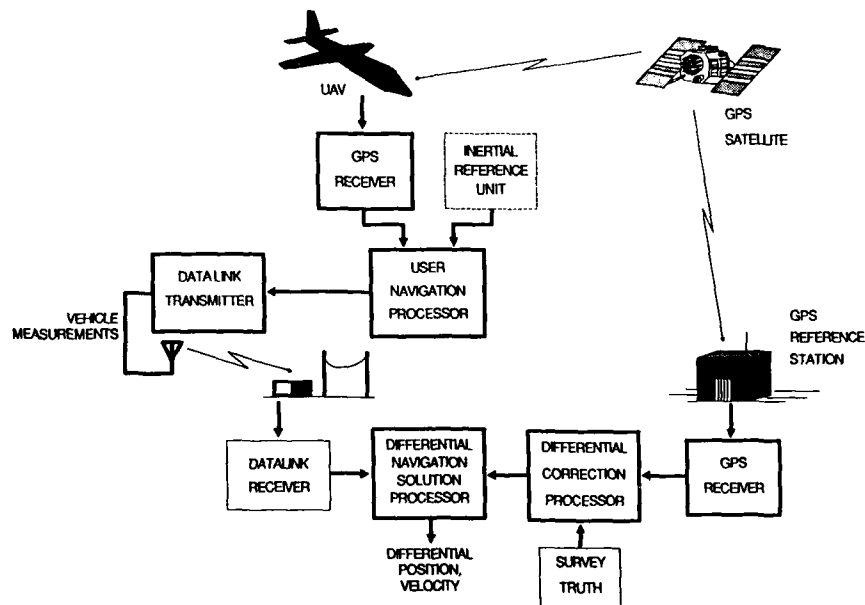 UAV
GPS
SATELLITE
GPS
RECEIVER
INERTIAL
REFERENCE
UNIT
DATALINK
TRANSMITTER
USER
NAVIGATION
PROCESSOR
VEHICLE
MEASUREMENTS
GPS
REFERENCE
STATION
DATALINK
RECEIVER
DIFFERENTIAL
NAVIGATION
SOLUTION
PROCESSOR
DIFFERENTIAL
CORRECTION
PROCESSOR
GPS
RECEIVER
DIFFERENTIAL
POSITION,
VELOCITY
SURVEY
TRUTH